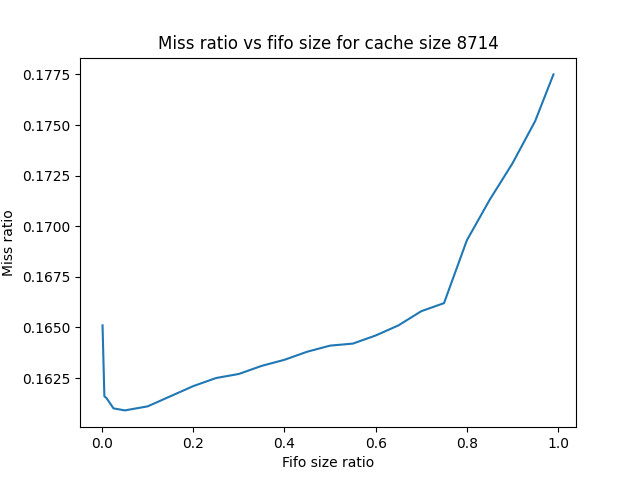 Miss ratio vs fifo size for cache size 8714
Miss ratio
0.1775
0.1750
0.1725
0.1700
0.1675
0.1650
0.1625
0.0 0.2 0.4 0.6 0.8 1.0
Fifo size ratio